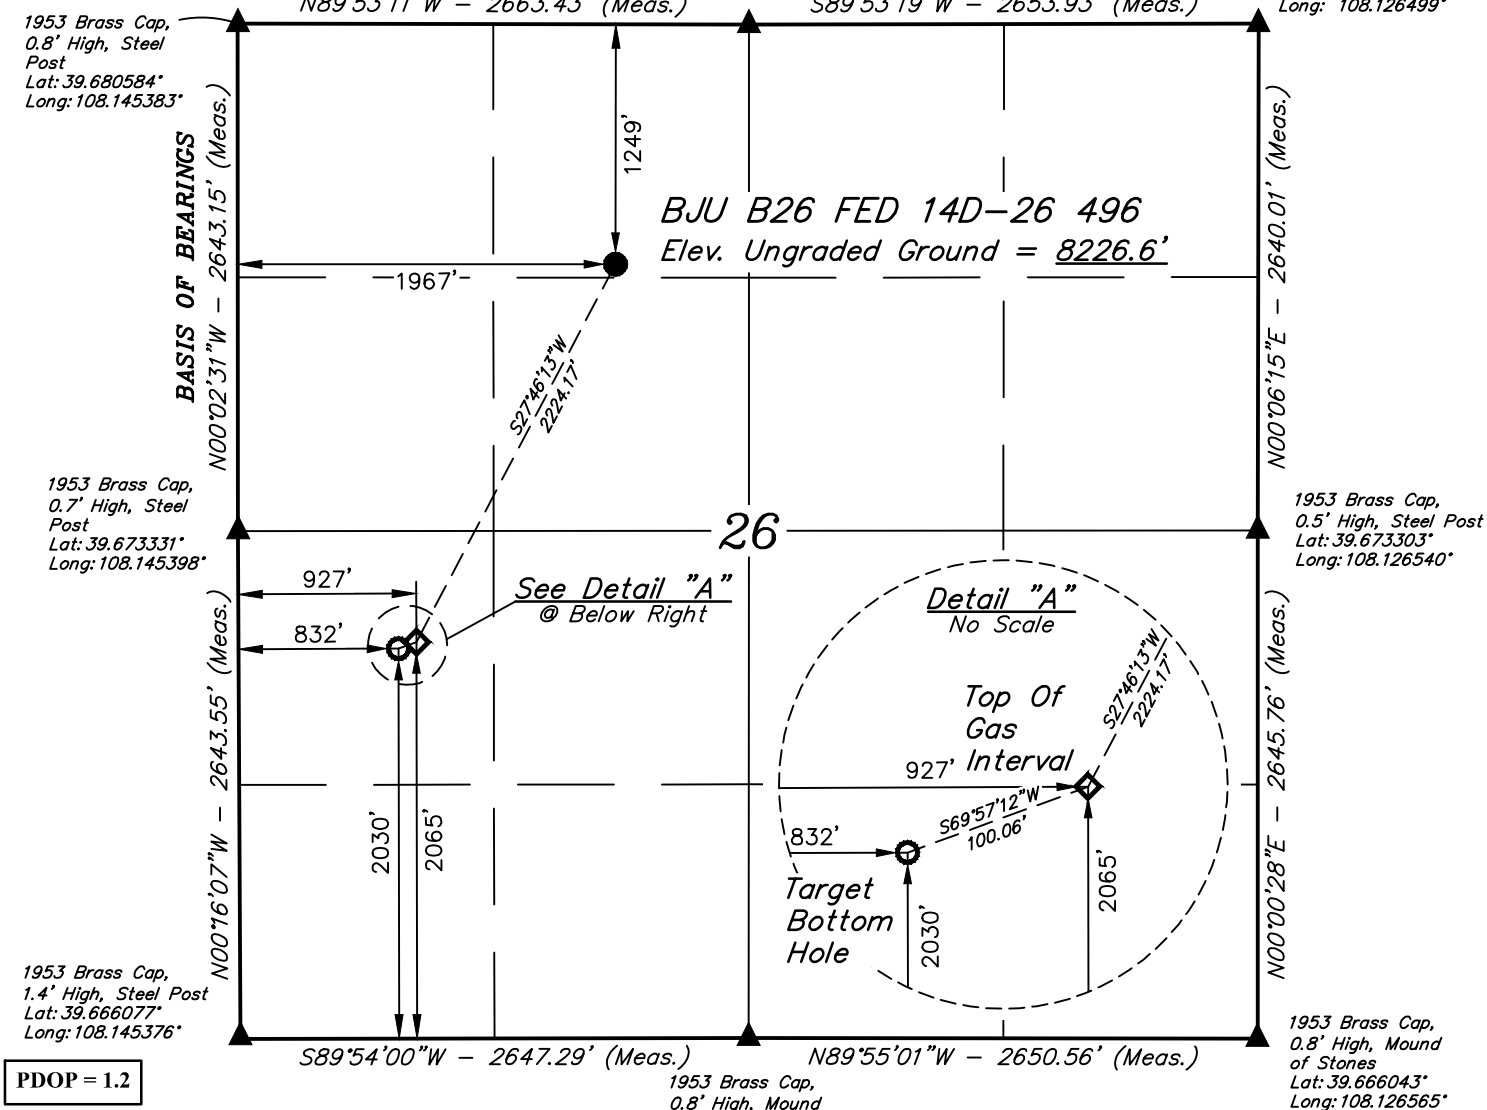 N89°53'11"W - 2663.43' (Meas.)
S89°53'19"W - 2653.93' (Meas.)
Long: 108.126499°
1953 Brass Cap,
0.8' High, Steel
Post
Lat: 39.680584°
Long: 108.145383°
BASIS OF BEARINGS
N00°02'31"W - 2643.15' (Meas.)
1249'
BJU B26 FED 14D-26 496
Elev. Ungraded Ground = 8226.6'
1967'
N00°06'15"E - 2640.01' (Meas.)
S27°46'13"W
2224.17'
1953 Brass Cap,
0.7' High, Steel
Post
Lat: 39.673331°
Long: 108.145398°
26
1953 Brass Cap,
0.5' High, Steel Post
Lat: 39.673303°
Long: 108.126540°
927'
832'
See Detail "A"
@ Below Right
Detail "A"
No Scale
Top Of
Gas
Interval
S27°46'13"W
2224.17'
927'
S69°57'12"W
100.06'
832'
Target
Bottom
Hole
2030'
2065'
2030'
2065'
N00°16'07"W - 2643.55' (Meas.)
N00°00'28"E - 2645.76' (Meas.)
1953 Brass Cap,
1.4' High, Steel Post
Lat: 39.666077°
Long: 108.145376°
S89°54'00"W - 2647.29' (Meas.)
N89°55'01"W - 2650.56' (Meas.)
1953 Brass Cap,
0.8' High, Mound
of Stones
Lat: 39.666043°
Long: 108.126565°
1953 Brass Cap,
0.8' High, Mound
PDOP = 1.2